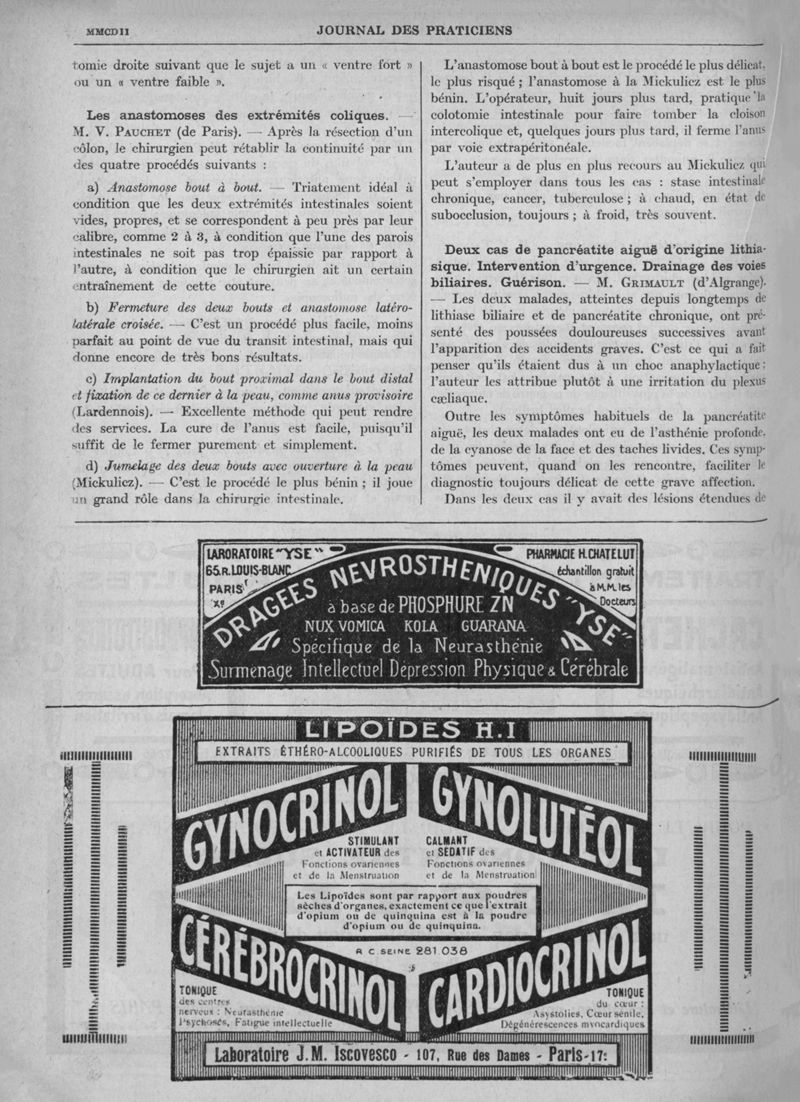 MMCDII
JOURNAL DES PRATICIENS
tomie droite suivant que le sujet a un « ventre fort »
ou un « ventre faible ».
Les anastomoses des extrémités coliques. —
M. V. PAUCHET (de Paris). — Après la résection d'un
côlon, le chirurgien peut rétablir la continuité par un
des quatre procédés suivants :
a) Anastomose bout à bout. — Triatement idéal à
condition que les deux extrémités intestinales soient
vides, propres, et se correspondent à peu près par leur
calibre, comme 2 à 3, à condition que l'une des parois
intestinales ne soit pas trop épaissie par rapport à
l'autre, à condition que le chirurgien ait un certain
entraînement de cette couture.
b) Fermeture des deux bouts et anastomose latéro-
latérale croisée. — C'est un procédé plus facile, moins
parfait au point de vue du transit intestinal, mais qui
donne encore de très bons résultats.
c) Implantation du bout proximal dans le bout distal
et fixation de ce dernier à la peau, comme anus provisoire
(Lardennois). — Excellente méthode qui peut rendre
des services. La cure de l'anus est facile, puisqu'il
suffit de le fermer purement et simplement.
d) Jumelage des deux bouts avec ouverture à la peau
(Mickuliez). — C'est le procédé le plus bénin ; il joue
un grand rôle dans la chirurgie intestinale.
L'anastomose bout à bout est le procédé le plus délicat,
le plus risqué ; l'anastomose à la Mickuliez est le plus
bénin. L'opérateur, huit jours plus tard, pratique la
colotomie intestinale pour faire tomber la cloison
intercolique et, quelques jours plus tard, il ferme l'anus
par voie extrapéritonéale.
L'auteur a de plus en plus recours au Mickuliez qui
peut s'employer dans tous les cas : stase intestinale
chronique, cancer, tuberculose ; à chaud, en état de
subocclusion, toujours ; à froid, très souvent.
Deux cas de pancréatite aiguë d'origine lithia-
sique. Intervention d'urgence. Drainage des voies
biliaires. Guérison. — M. GRIMAULT (d'Algrange).
— Les deux malades, atteintes depuis longtemps de
lithiase biliaire et de pancréatite chronique, ont pré-
senté des poussées douloureuses successives avant
l'apparition des accidents graves. C'est ce qui a fait
penser qu'ils étaient dus à un choc anaphylactique ;
l'auteur les attribue plutôt à une irritation du plexus
cæliaque.
Outre les symptômes habituels de la pancréatite
aiguë, les deux malades ont eu de l'asthénie profonde,
de la cyanose de la face et des taches livides. Ces symp-
tômes peuvent, quand on les rencontre, faciliter le
diagnostic toujours délicat de cette grave affection.
Dans les deux cas il y avait des lésions étendues de
LARORATOIRE "YSE"
65.R.LOUIS-BLANC
PARIS
Xe
PHARMACIE H.CHATELUT
échantillon gratuit
à M.M. les
Docteurs
DRAGEES NEVROSTHENIQUES "YSE"
à base de PHOSPHURE ZN
NUX VOMICA KOLA GUARANA
Spécifique de la Neurasthénie
Surmenage Intellectuel Dépression Physique & Cérébrale
LIPOÏDES H.I
EXTRAITS ÉTHÉRO-ALCOOLIQUES PURIFIÉS DE TOUS LES ORGANES
GYNOCRINOL
STIMULANT
et ACTIVATEUR des
Fonctions ovariennes
et de la Menstruation
GYNOLUTÉOL
CALMANT
et SÉDATIF des
Fonctions ovariennes
et de la Menstruation
Les Lipoïdes sont par rapport aux poudres
sèches d'organes, exactement ce que l'extrait
d'opium ou de quinquina est à la poudre
d'opium ou de quinquina.
R C SEINE 281.038
CÉRÉBROCRINOL
TONIQUE
des centres
nerveux : Neurasthénie
Psychoses, Fatigue intellectuelle
CARDIOCRINOL
TONIQUE
du cœur :
Asystolies, Cœur sénile,
Dégénérescences myocardiques
Laboratoire J.M. ISCOVESCO - 107, Rue des Dames - Paris-17e